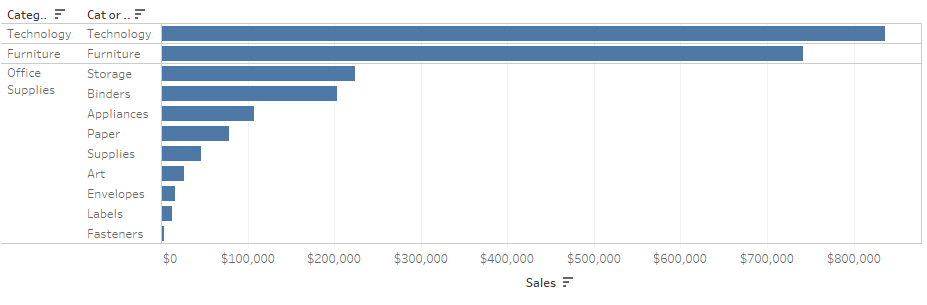 Categ.. Cat or ..
Technology Technology
Furniture Furniture
Office Storage
Supplies
Binders
Appliances
Paper
Supplies
Art
Envelopes
Labels
Fasteners
$0 $100,000 $200,000 $300,000 $400,000 $500,000 $600,000 $700,000 $800,000
Sales